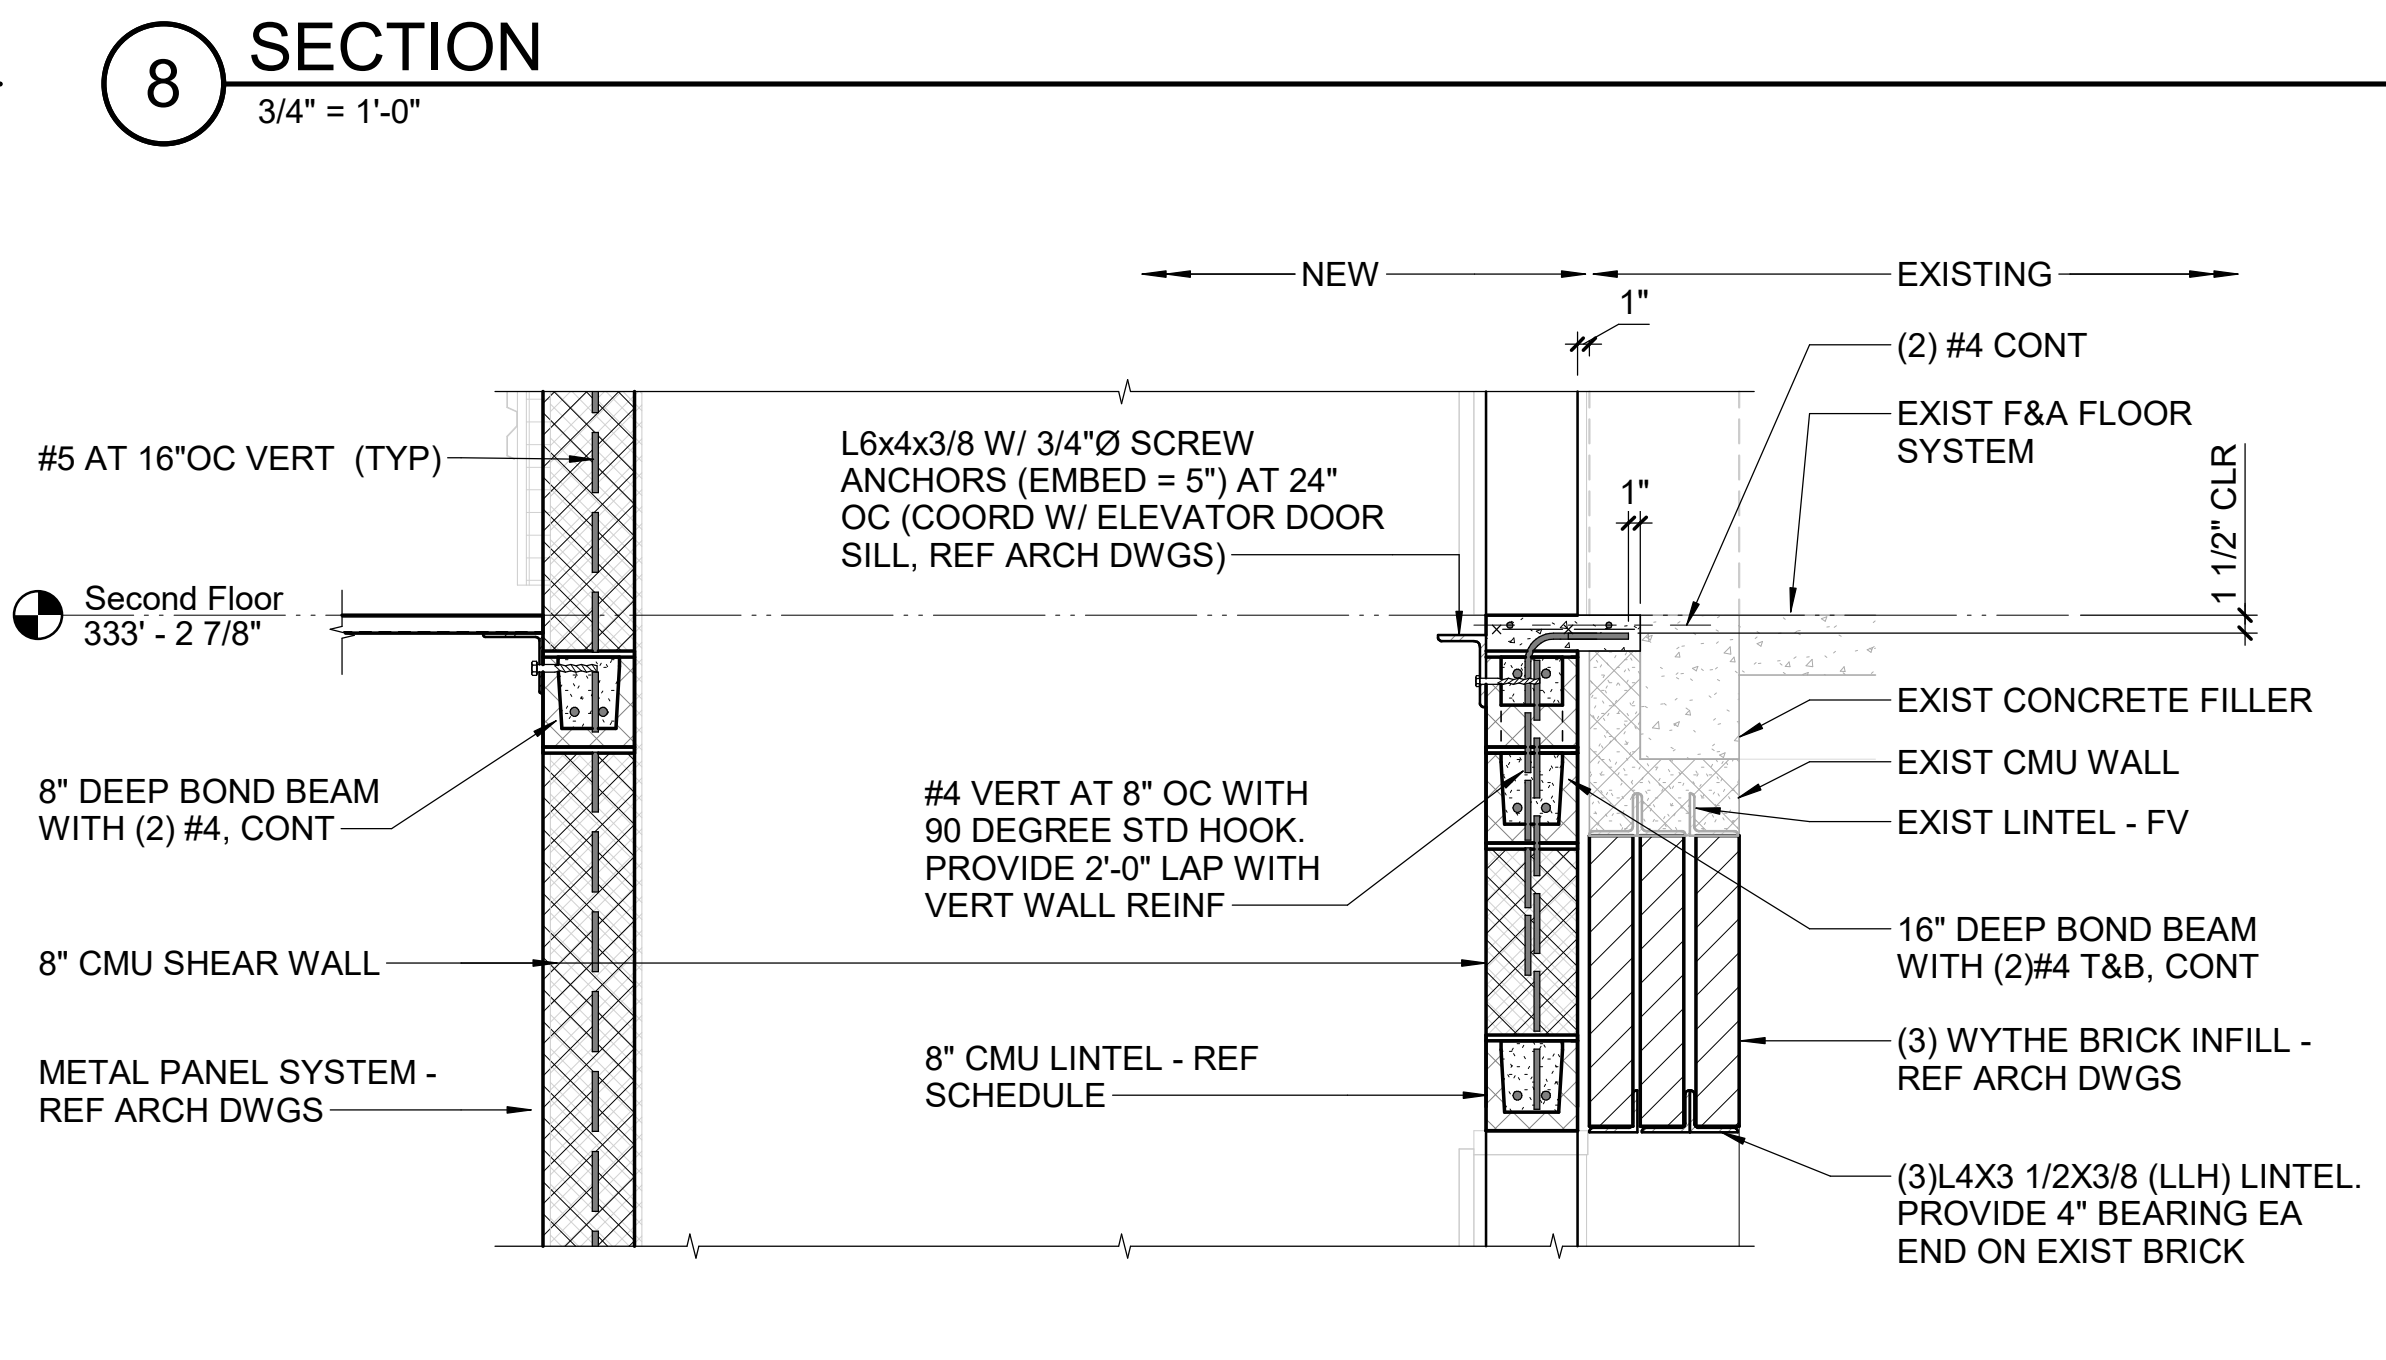 8
SECTION
3/4" = 1'-0"
NEW
EXISTING
1"
(2) #4 CONT
EXIST F&A FLOOR
SYSTEM
1 1/2" CLR
#5 AT 16"OC VERT (TYP)
L6x4x3/8 W/ 3/4"Ø SCREW
ANCHORS (EMBED = 5") AT 24"
OC (COORD W/ ELEVATOR DOOR
SILL, REF ARCH DWGS)
1"
Second Floor
333' - 2 7/8"
EXIST CONCRETE FILLER
EXIST CMU WALL
EXIST LINTEL - FV
8" DEEP BOND BEAM
WITH (2) #4, CONT
#4 VERT AT 8" OC WITH
90 DEGREE STD HOOK.
PROVIDE 2'-0" LAP WITH
VERT WALL REINF
16" DEEP BOND BEAM
WITH (2)#4 T&B, CONT
8" CMU SHEAR WALL
(3) WYTHE BRICK INFILL -
REF ARCH DWGS
METAL PANEL SYSTEM -
REF ARCH DWGS
8" CMU LINTEL - REF
SCHEDULE
(3)L4X3 1/2X3/8 (LLH) LINTEL.
PROVIDE 4" BEARING EA
END ON EXIST BRICK